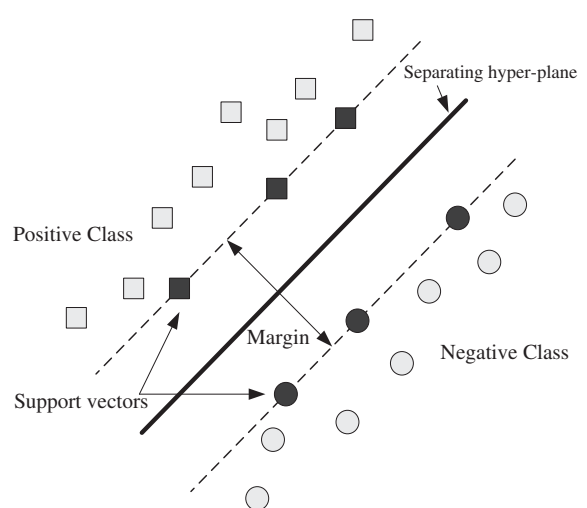 Separating hyper-plane
Positive Class
Margin
Negative Class
Support vectors